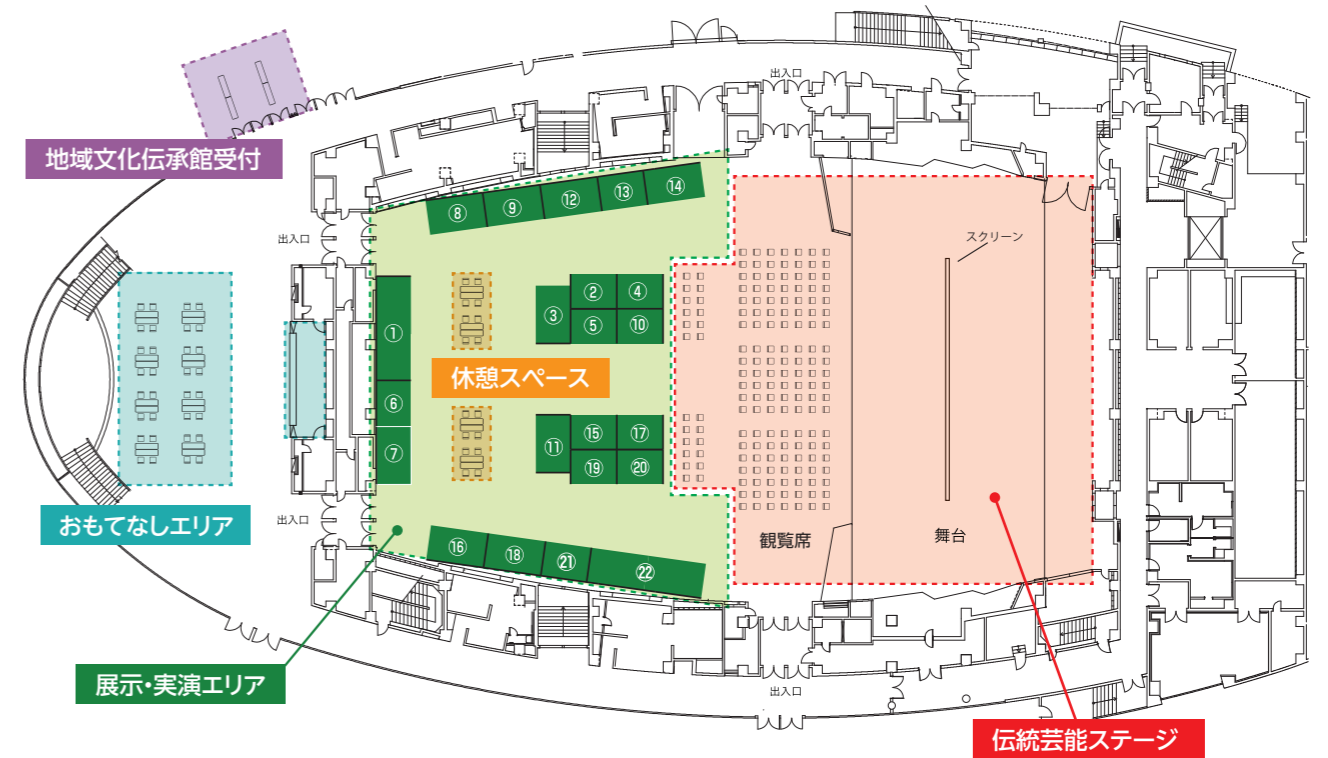 出入口
地域文化伝承館受付
⑧
⑨
⑫
⑬
⑭
出入口
スクリーン
①
③
②
④
⑤
⑩
休憩スペース
⑥
⑦
⑪
⑮
⑰
⑲
⑳
おもてなしエリア
出入口
観覧席
舞台
⑯
⑱
㉑
㉒
展示・実演エリア
出入口
伝統芸能ステージ